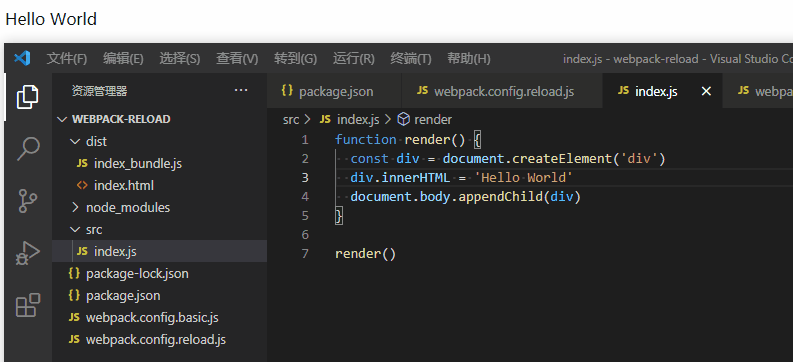 Hello World
文件(F) 编辑(E) 选择(S) 查看(V) 转到(G) 运行(R) 终端(T) 帮助(H) index.js - webpack-reload - Visual Studio Co
资源管理器 ···
{} package.json JS webpack.config.reload.js JS index.js × JS webpa
WEBPACK-RELOAD
dist
JS index_bundle.js
<> index.html
node_modules
src
JS index.js
{} package-lock.json
{} package.json
JS webpack.config.basic.js
JS webpack.config.reload.js
src > JS index.js > render
1 function render() {
2 const div = document.createElement('div')
3 div.innerHTML = 'Hello World'
4 document.body.appendChild(div)
5 }
6
7 render()